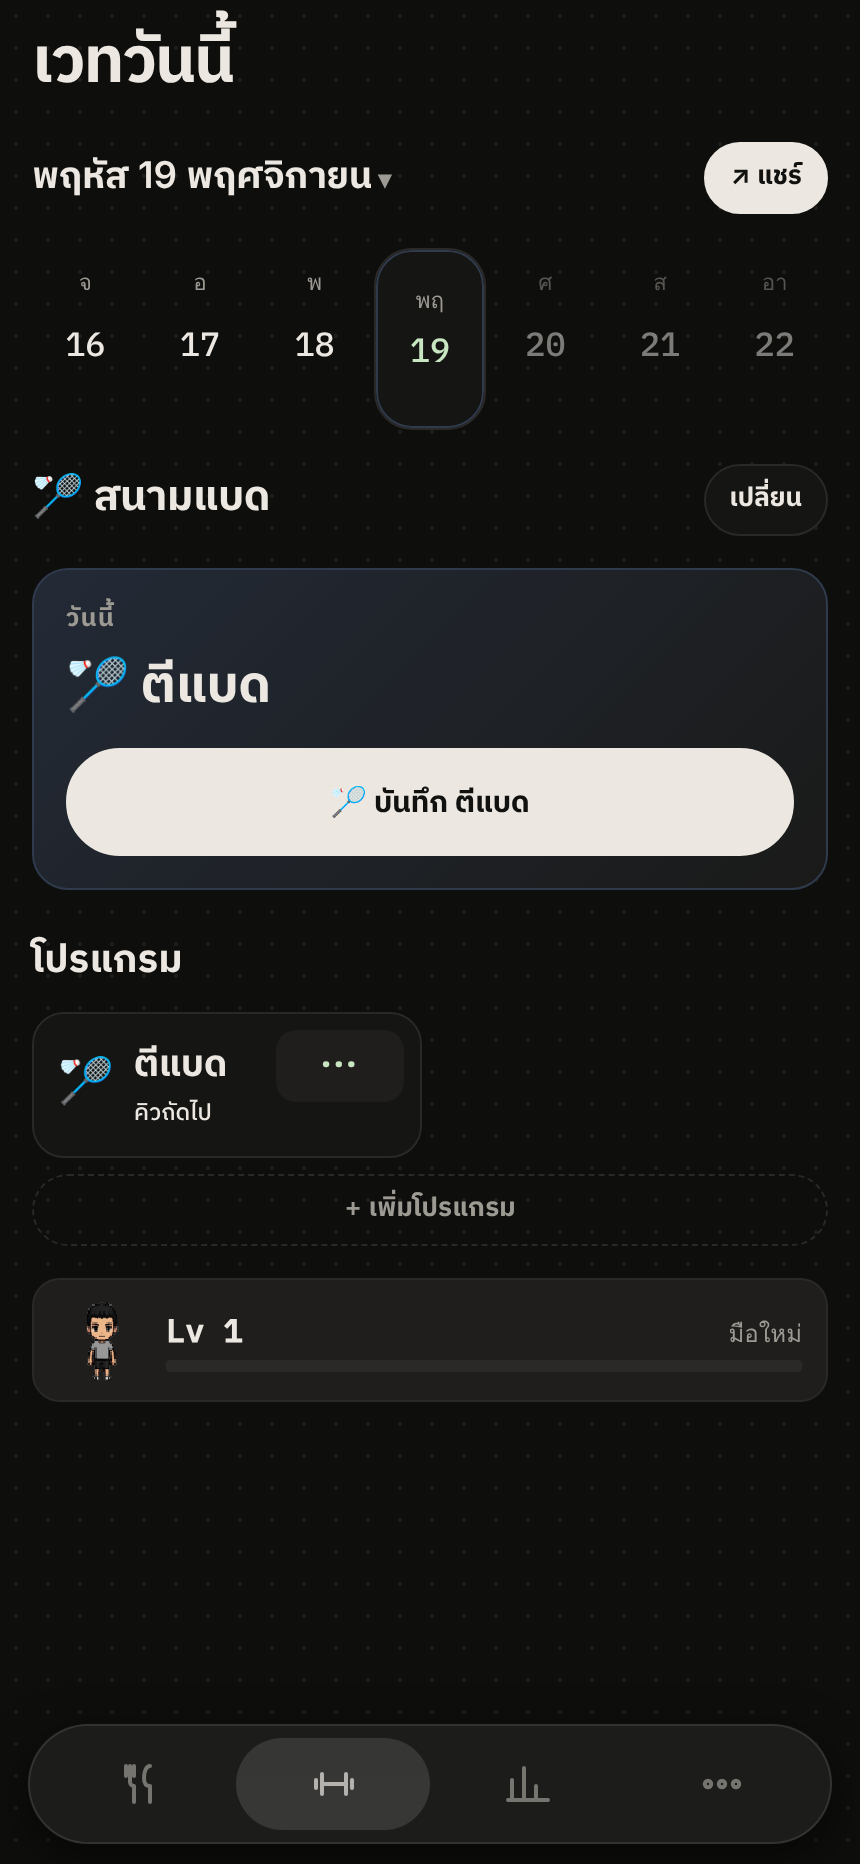 เวทวันนี้
พฤหัส 19 พฤศจิกายน ▾
↗ แชร์
จ อ พ พฤ ศ ส อา
16 17 18 19 20 21 22
🏸 สนามแบด
เปลี่ยน
วันนี้
🏸 ตีแบด
🏸 บันทึก ตีแบด
โปรแกรม
🏸 ตีแบด ···
คิวถัดไป
+ เพิ่มโปรแกรม
Lv 1
มือใหม่